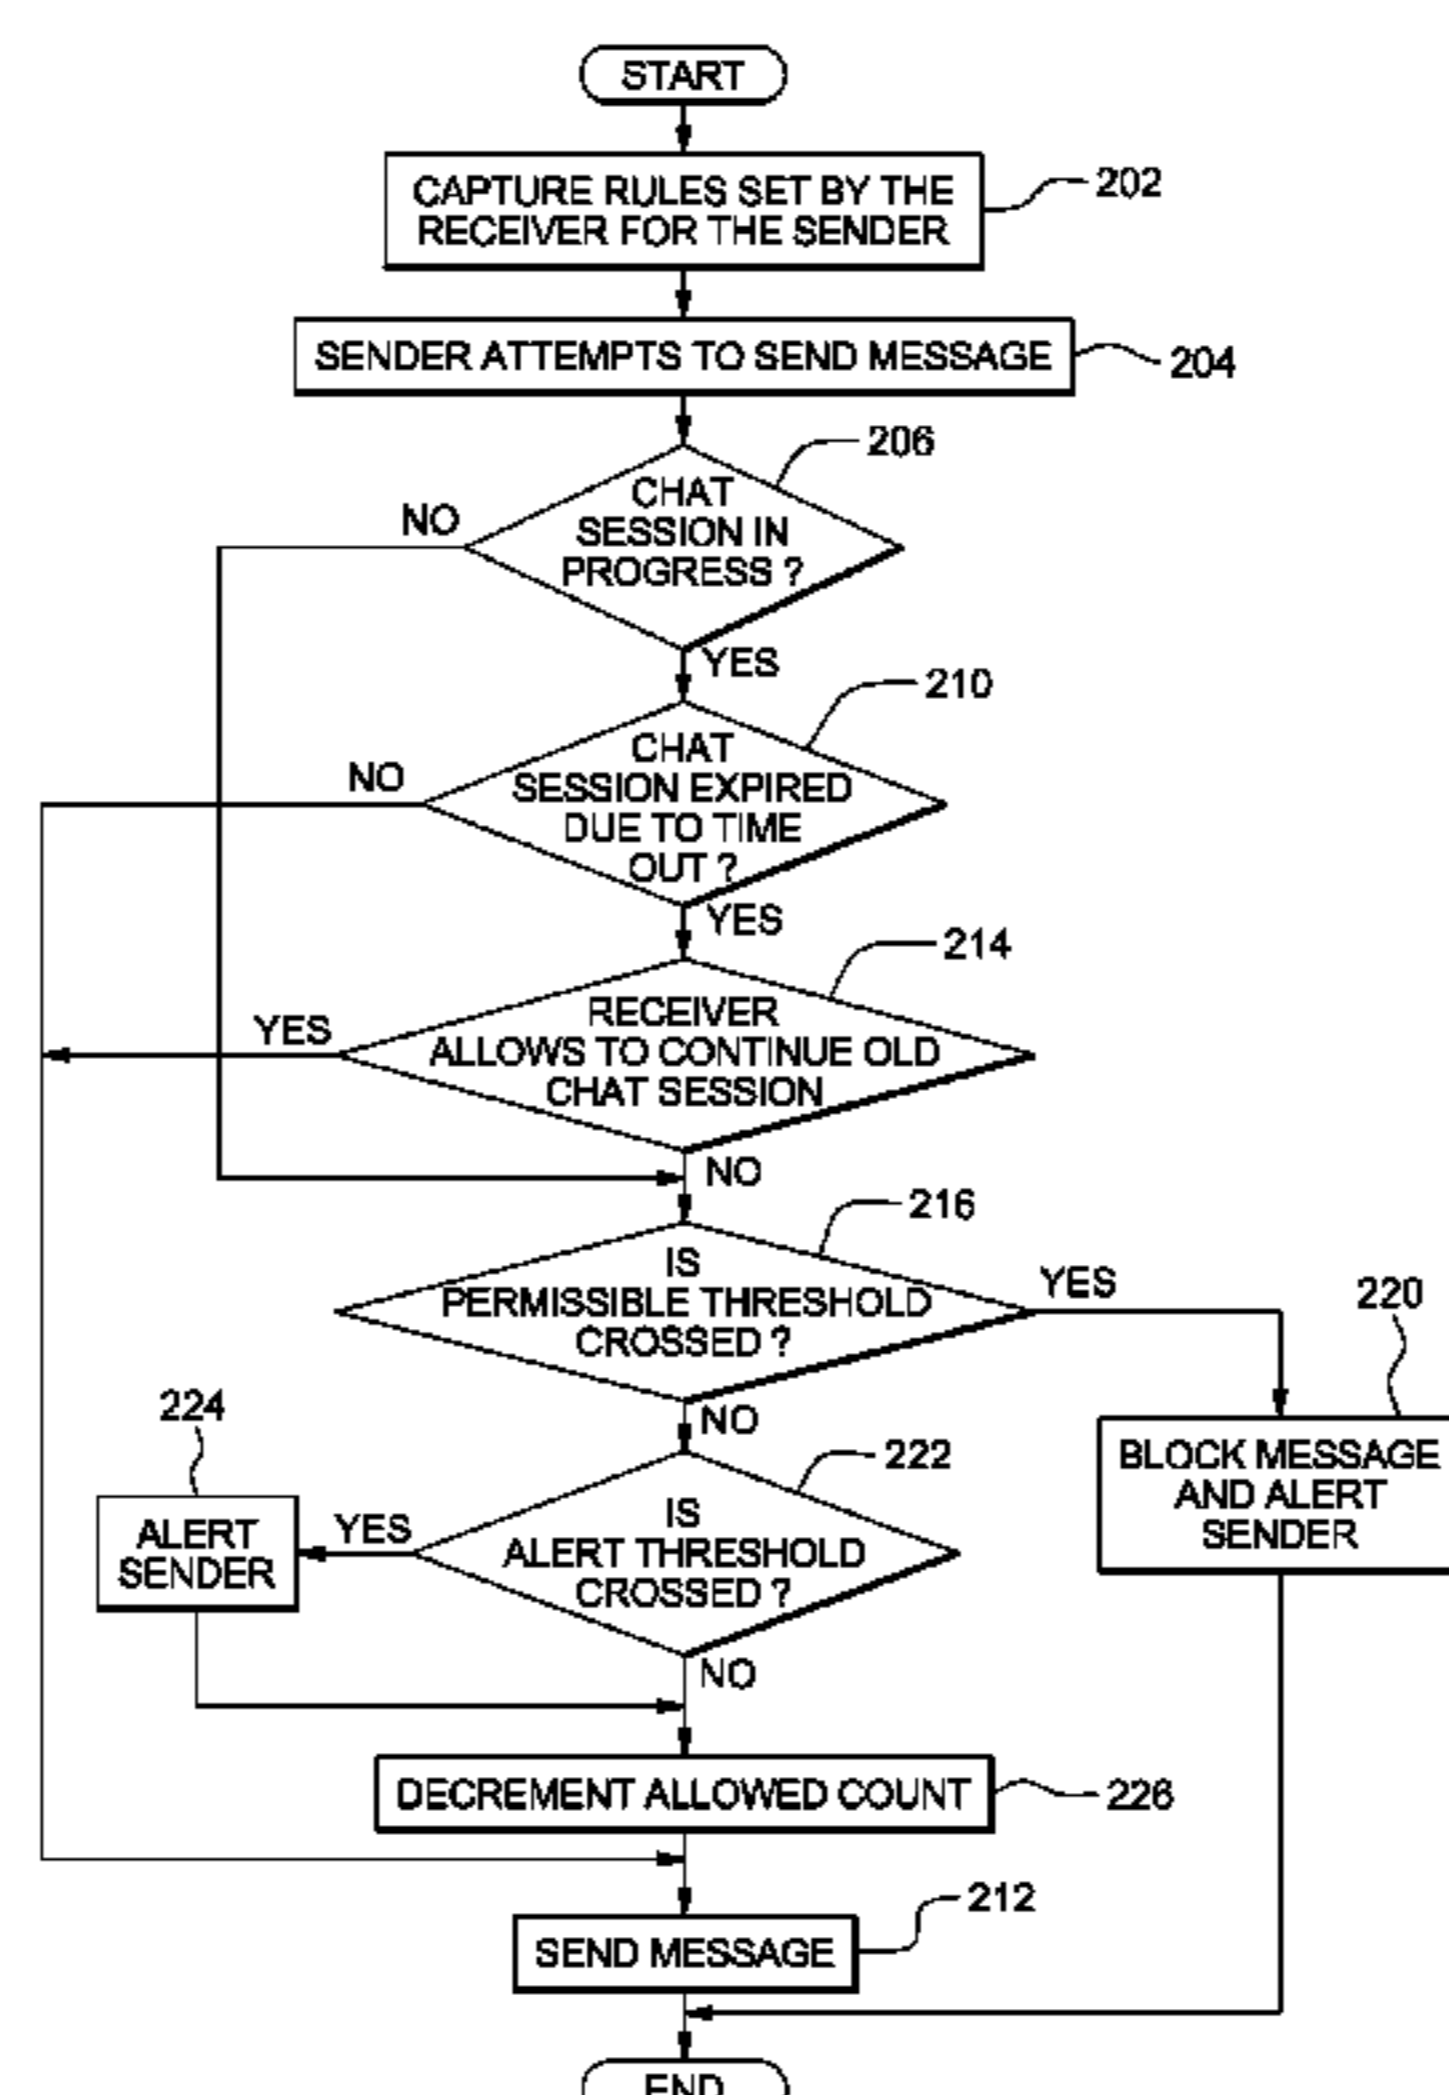 START
CAPTURE RULES SET BY THE
RECEIVER FOR THE SENDER
202
SENDER ATTEMPTS TO SEND MESSAGE
204
206
CHAT
SESSION IN
PROGRESS ?
NO
YES
210
CHAT
SESSION EXPIRED
DUE TO TIME
OUT ?
NO
YES
214
RECEIVER
ALLOWS TO CONTINUE OLD
CHAT SESSION
YES
NO
216
IS
PERMISSIBLE THRESHOLD
CROSSED ?
YES
NO
220
BLOCK MESSAGE
AND ALERT
SENDER
222
IS
ALERT THRESHOLD
CROSSED ?
YES
NO
224
ALERT
SENDER
DECREMENT ALLOWED COUNT
226
212
SEND MESSAGE
END